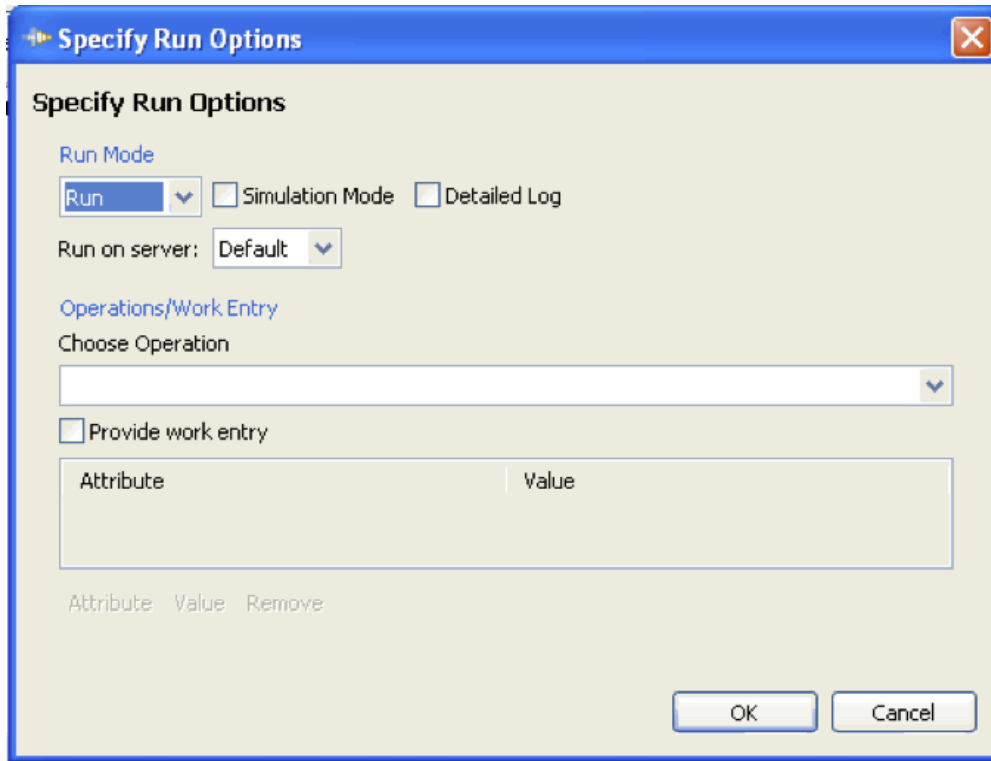 Specify Run Options
Specify Run Options
Run Mode
Run Simulation Mode Detailed Log
Run on server: Default
Operations/Work Entry
Choose Operation
Provide work entry
Attribute Value
Attribute Value Remove
OK Cancel